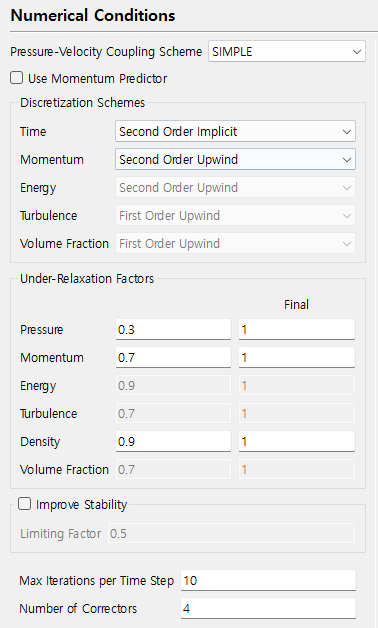 Numerical Conditions
Pressure-Velocity Coupling Scheme SIMPLE
Use Momentum Predictor
Discretization Schemes
Time Second Order Implicit
Momentum Second Order Upwind
Energy Second Order Upwind
Turbulence First Order Upwind
Volume Fraction First Order Upwind
Under-Relaxation Factors
Final
Pressure 0.3 1
Momentum 0.7 1
Energy 0.9 1
Turbulence 0.7 1
Density 0.9 1
Volume Fraction 0.7 1
Improve Stability
Limiting Factor 0.5
Max Iterations per Time Step 10
Number of Correctors 4